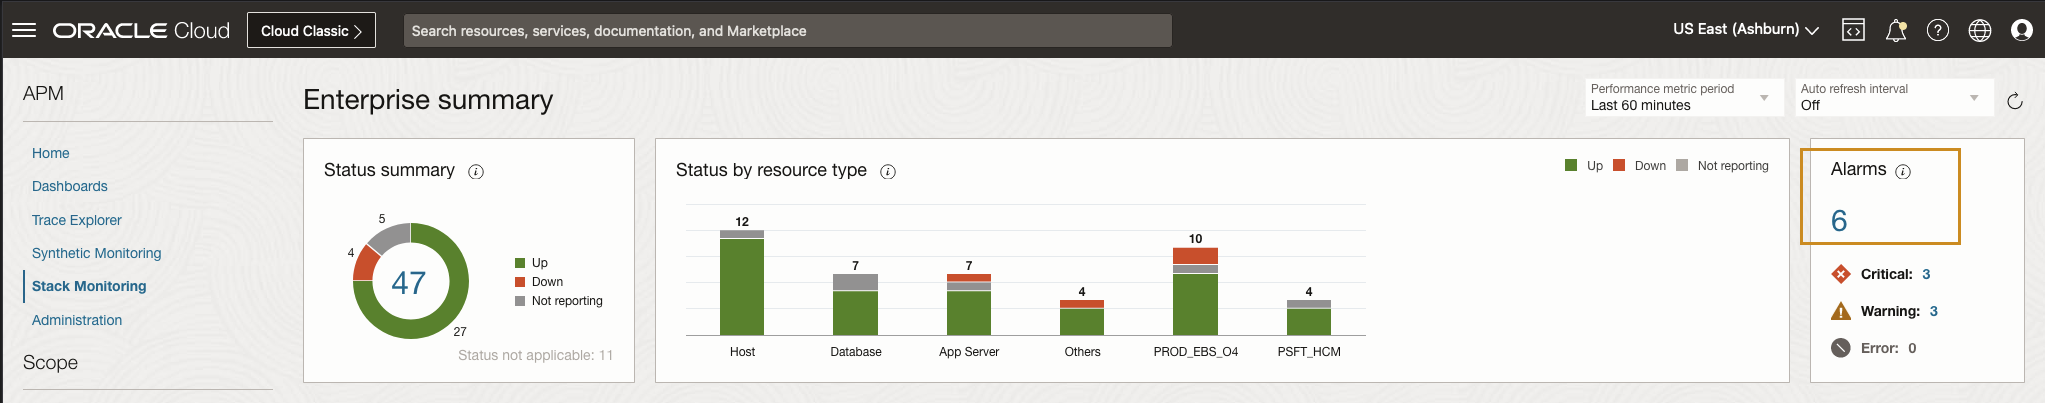 ORACLE Cloud
Cloud Classic >
Search resources, services, documentation, and Marketplace
US East (Ashburn)
APM
Home
Dashboards
Trace Explorer
Synthetic Monitoring
Stack Monitoring
Administration
Scope
Enterprise summary
Performance metric period
Last 60 minutes
Auto refresh interval
Off
Status summary
5
4
47
27
Up
Down
Not reporting
Status not applicable: 11
Status by resource type
Up Down Not reporting
12 7 7 4 10 4
Host Database App Server Others PROD_EBS_O4 PSFT_HCM
Alarms
6
Critical: 3
Warning: 3
Error: 0